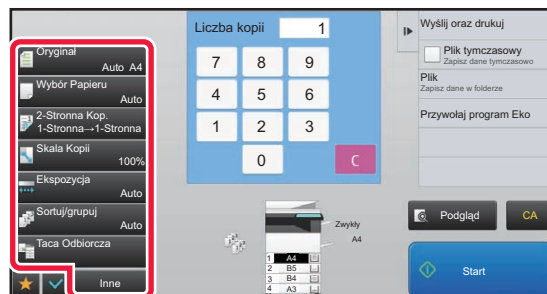 Oryginał
Auto A4
Wybór Papieru
Auto
2-Stronna Kop.
1-Stronna→1-Stronna
Skala Kopii
100%
Ekspozycja
Auto
Sortuj/grupuj
Auto
Taca Odbiorcza
Inne
Liczba kopii 1
7 8 9
4 5 6
1 2 3
0 C
Zwykły
A4
1 A4
2 B5
3 B4
4 A3
Wyślij oraz drukuj
Plik tymczasowy
Zapisz dane tymczasowo
Plik
Zapisz dane w folderze
Przywołaj program Eko
Podgląd CA
Start